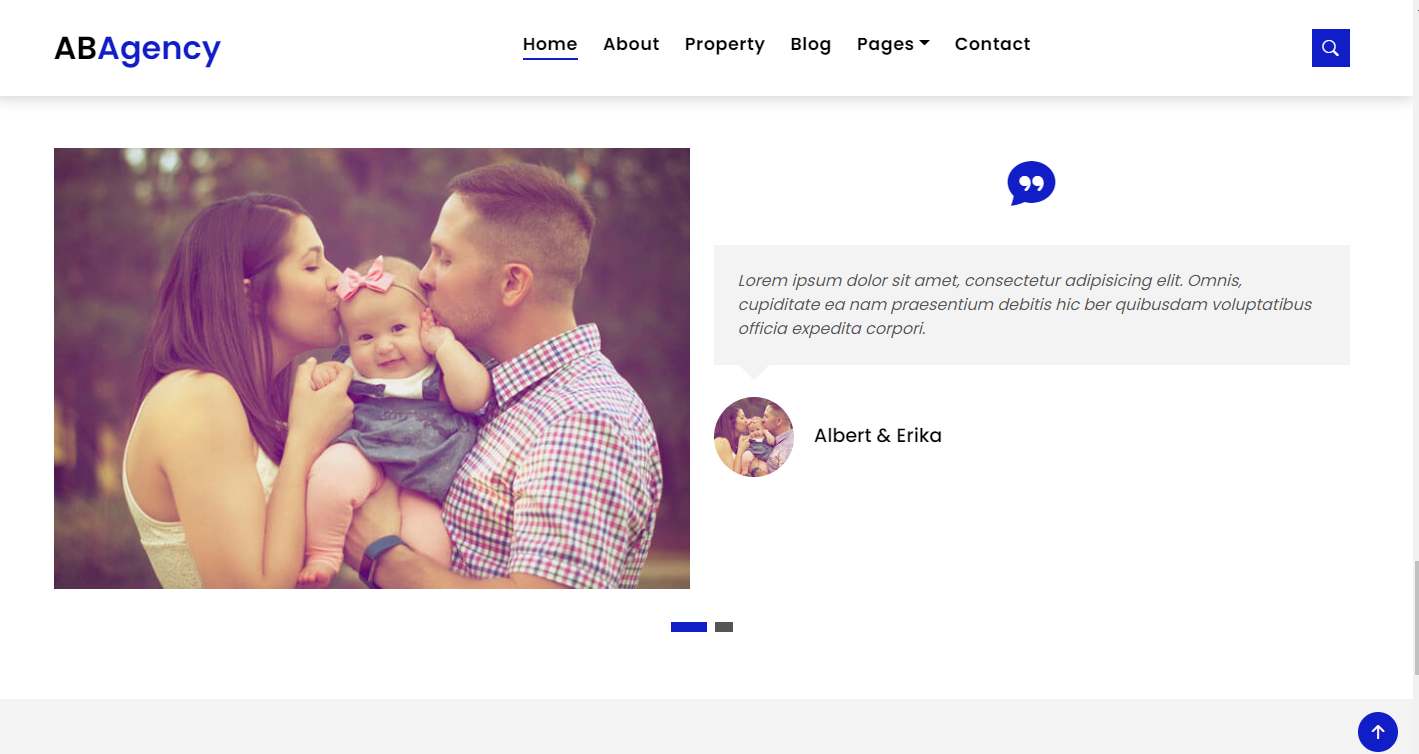 ABAgency
Home About Property Blog Pages Contact
Lorem ipsum dolor sit amet, consectetur adipisicing elit. Omnis,
cupiditate ea nam praesentium debitis hic ber quibusdam voluptatibus
officia expedita corpori.
Albert & Erika